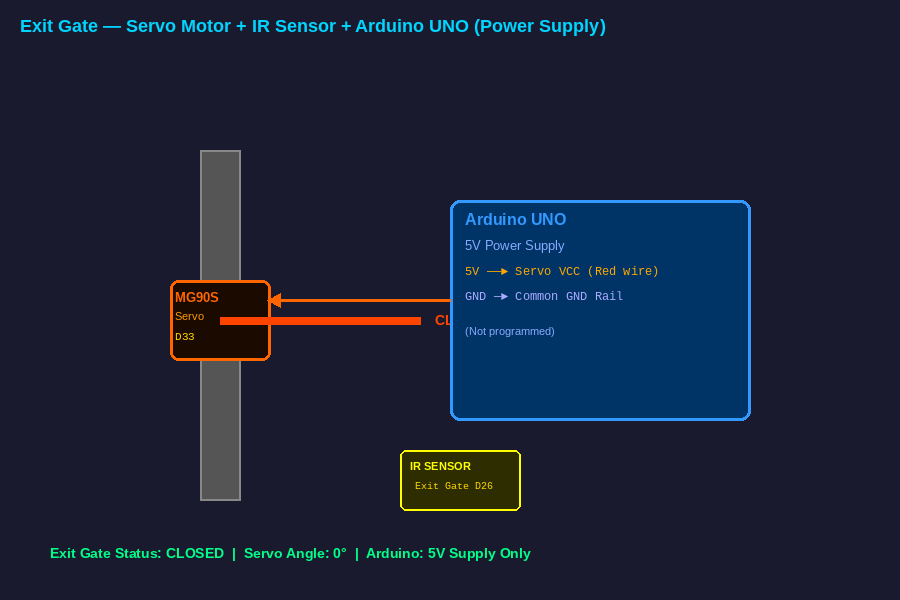 Exit Gate — Servo Motor + IR Sensor + Arduino UNO (Power Supply)
Arduino UNO
5V Power Supply
5V ──► Servo VCC (Red wire)
GND ─► Common GND Rail
(Not programmed)
MG90S
Servo
D33
CL
IR SENSOR
Exit Gate D26
Exit Gate Status: CLOSED | Servo Angle: 0° | Arduino: 5V Supply Only